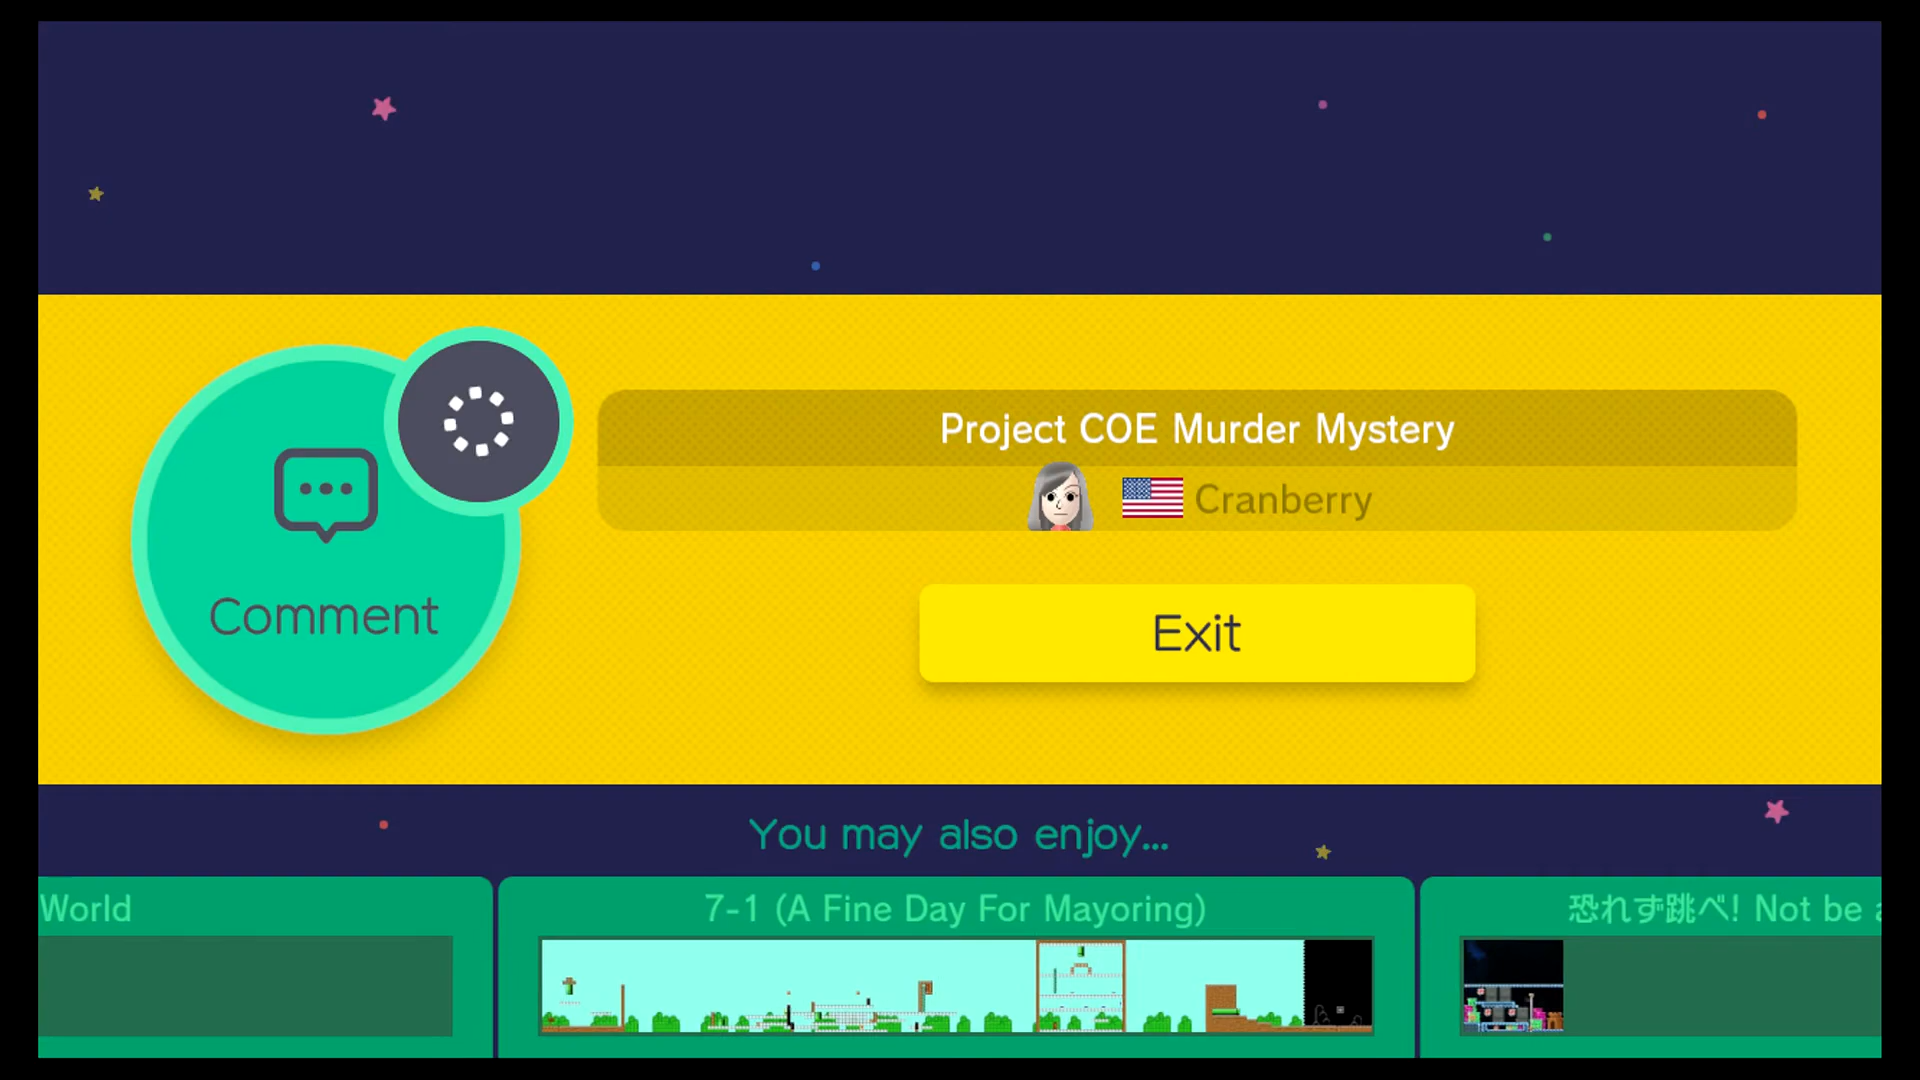 Project COE Murder Mystery
Cranberry
Comment
Exit
You may also enjoy...
World
7-1 (A Fine Day For Mayoring)
恐れず跳べ! Not be